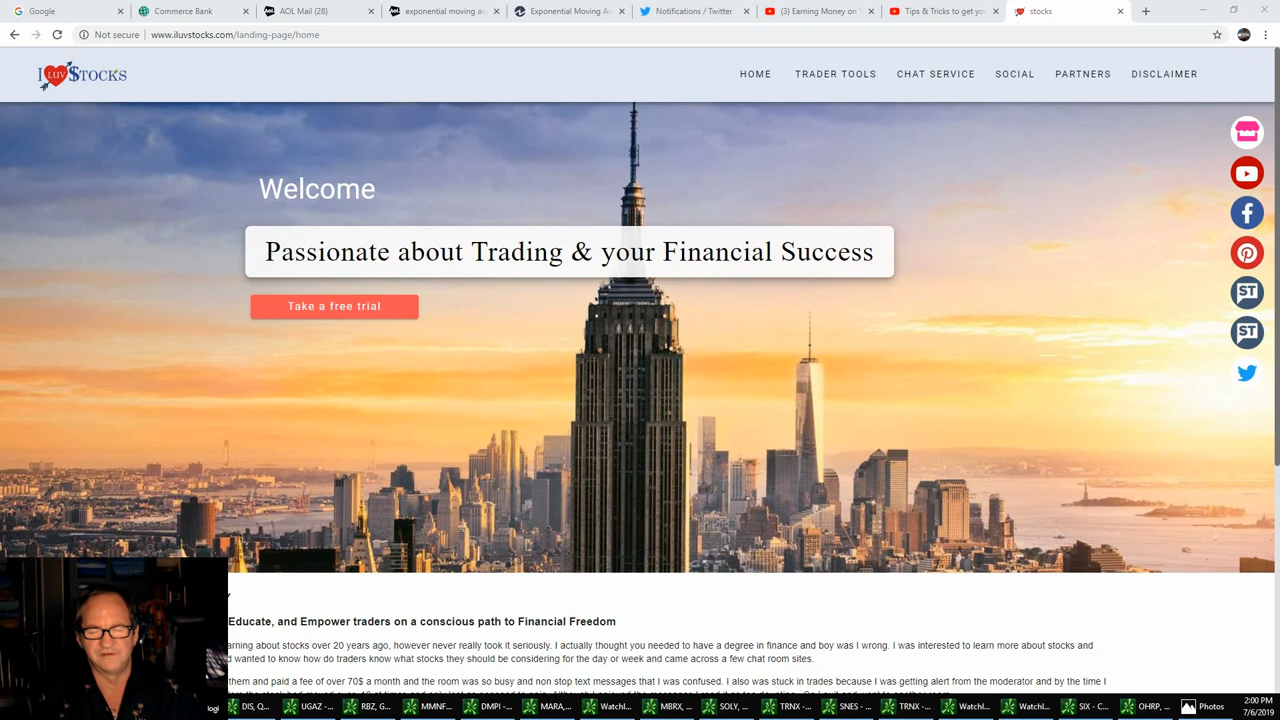 Google
Commerce Bank
AOL Mail (28)
exponential moving av
Exponential Moving Av
Notifications / Twitter
(3) Earning Money on
Tips & Tricks to get yo
stocks
Not secure
www.iluvstocks.com/landing-page/home
I LUV $TOCKS
HOME
TRADER TOOLS
CHAT SERVICE
SOCIAL
PARTNERS
DISCLAIMER
Welcome
Passionate about Trading & your Financial Success
Take a free trial
ST
ST
Educate, and Empower traders on a conscious path to Financial Freedom
arning about stocks over 20 years ago, however never really took it seriously. I actually thought you needed to have a degree in finance and boy was I wrong. I was interested to learn more about stocks and
d wanted to know how do traders know what stocks they should be considering for the day or week and came across a few chat room sites.
them and paid a fee of over 70$ a month and the room was so busy and non stop text messages that I was confused. I also was stuck in trades because I was getting alert from the moderator and by the time I
logi
DIS, Q...
UGAZ -...
RBZ, G...
MMNF...
DMPI -...
MARA,...
Watchl...
MBRX, ...
SOLY, ...
TRNX -...
SNES - ...
TRNX -...
Watchl...
Watchl...
SIX - C...
OHRP, ...
Photos
2:00 PM
7/6/2019